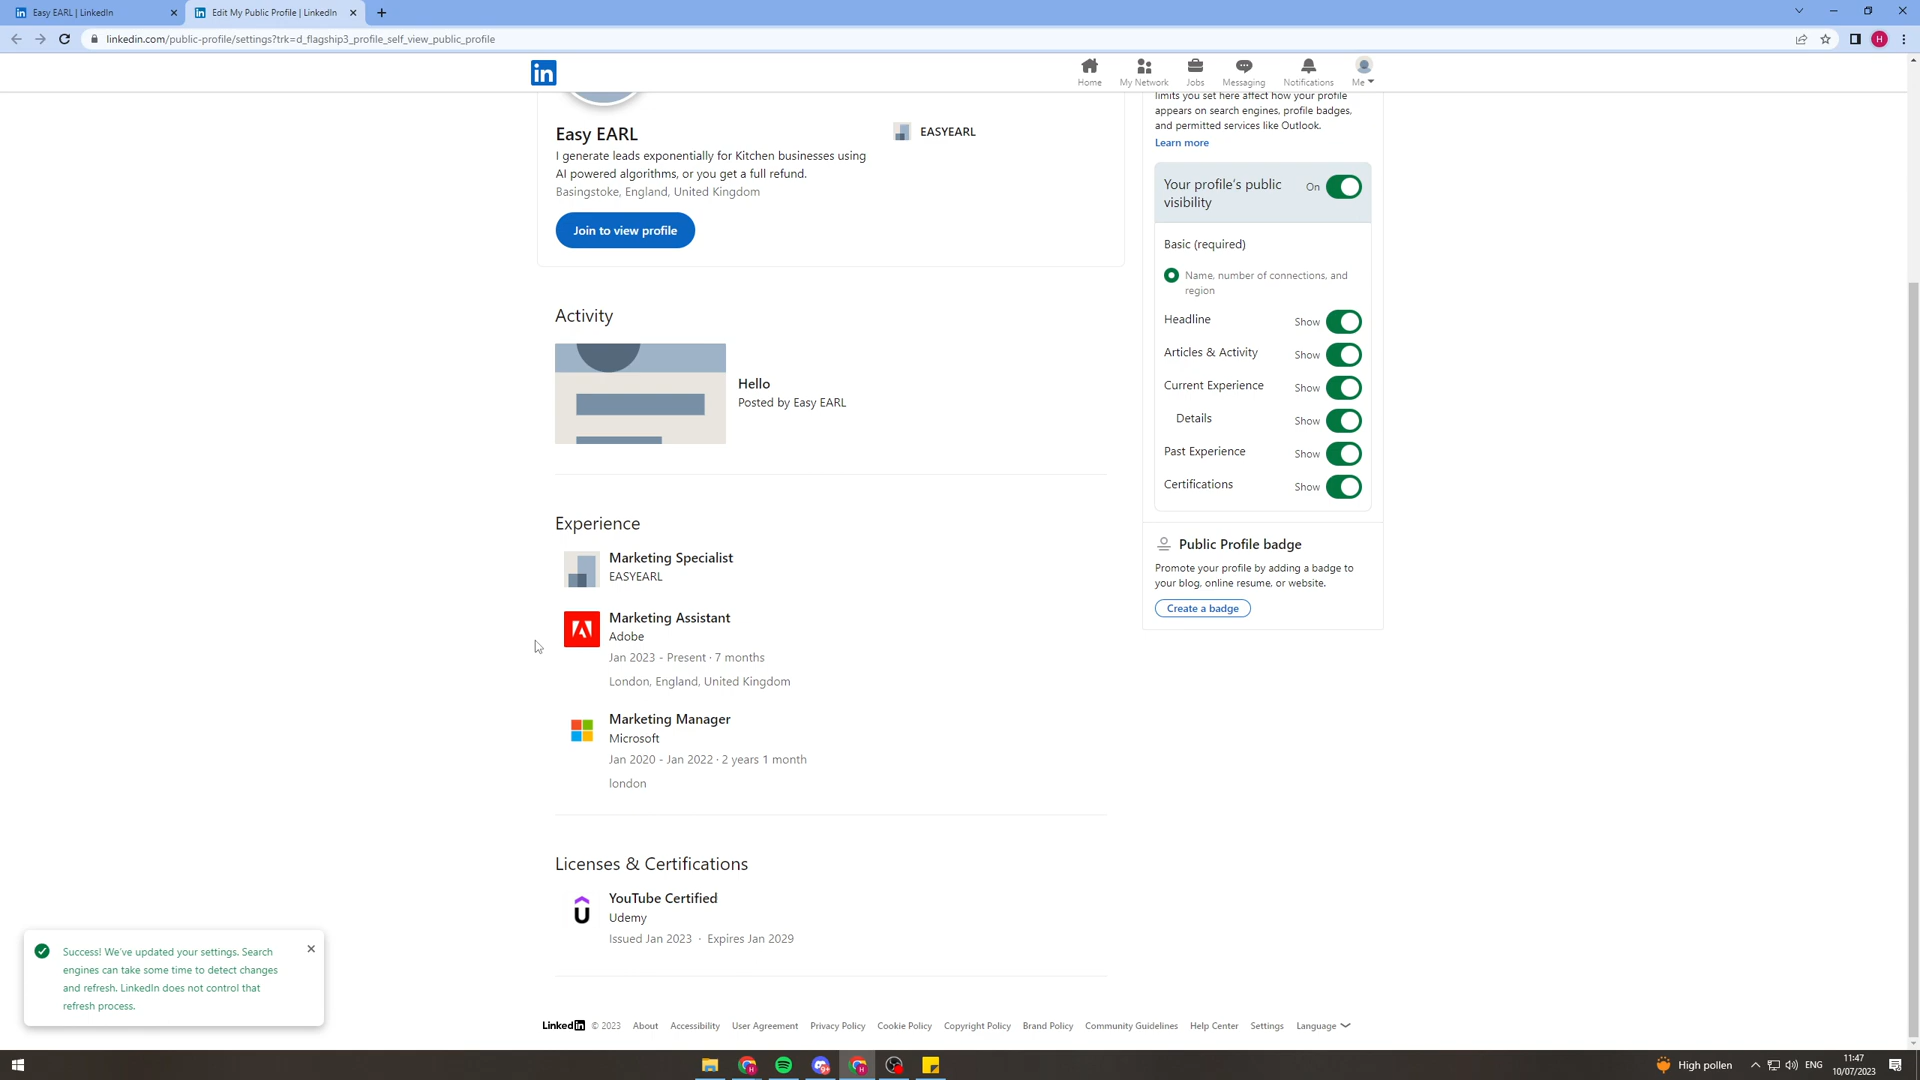 Easy EARL | LinkedIn
Edit My Public Profile | LinkedIn
linkedin.com/public-profile/settings?trk=d_flagship3_profile_self_view_public_profile
H
in
Home
My Network
Jobs
Messaging
Notifications
Me
Easy EARL
EASYEARL
I generate leads exponentially for Kitchen businesses using
AI powered algorithms, or you get a full refund.
Basingstoke, England, United Kingdom
Join to view profile
Activity
Hello
Posted by Easy EARL
Experience
Marketing Specialist
EASYEARL
Marketing Assistant
Adobe
Jan 2023 - Present · 7 months
London, England, United Kingdom
Marketing Manager
Microsoft
Jan 2020 - Jan 2022 · 2 years 1 month
london
Licenses & Certifications
YouTube Certified
Udemy
Issued Jan 2023 · Expires Jan 2029
limits you set here affect how your profile
appears on search engines, profile badges,
and permitted services like Outlook.
Learn more
Your profile's public
visibility
On
Basic (required)
Name, number of connections, and
region
Headline Show
Articles & Activity Show
Current Experience Show
Details Show
Past Experience Show
Certifications Show
Public Profile badge
Promote your profile by adding a badge to
your blog, online resume, or website.
Create a badge
Success! We've updated your settings. Search
engines can take some time to detect changes
and refresh. LinkedIn does not control that
refresh process.
LinkedIn © 2023 About Accessibility User Agreement Privacy Policy Cookie Policy Copyright Policy Brand Policy Community Guidelines Help Center Settings Language
High pollen
ENG
11:47
10/07/2023